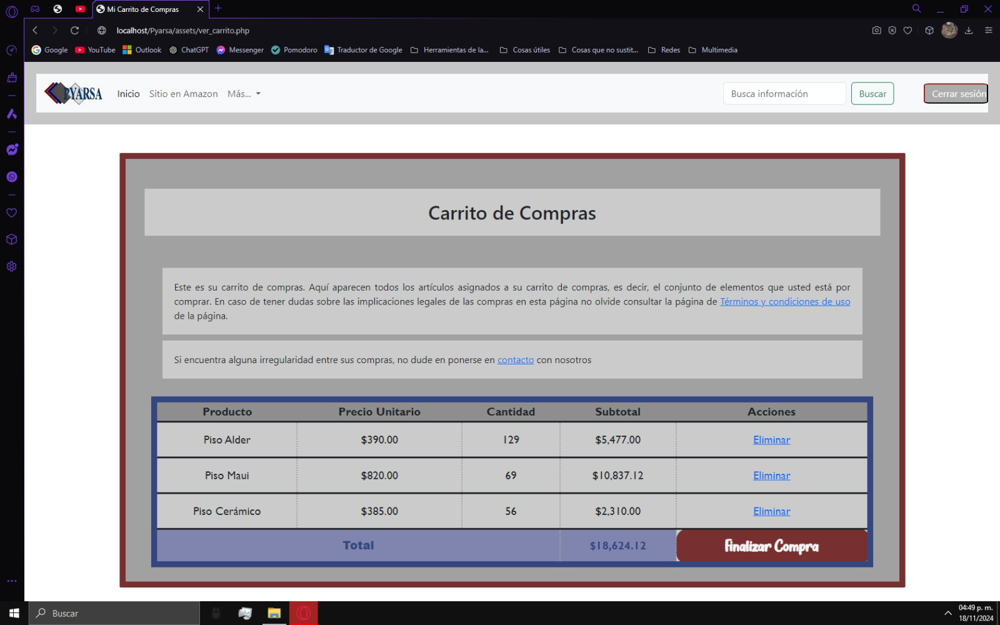 Mi Carrito de Compras
localhost/Pyarsa/assets/ver_carrito.php
Google YouTube Outlook ChatGPT Messenger Pomodoro Traductor de Google Herramientas de la... Cosas útiles Cosas que no sustit... Redes Multimedia
PYARSA Inicio Sitio en Amazon Más... Busca información Buscar Cerrar sesión
Carrito de Compras
Este es su carrito de compras. Aquí aparecen todos los artículos asignados a su carrito de compras, es decir, el conjunto de elementos que usted está por
comprar. En caso de tener dudas sobre las implicaciones legales de las compras en esta página no olvide consultar la página de Términos y condiciones de uso
de la página.
Si encuentra alguna irregularidad entre sus compras, no dude en ponerse en contacto con nosotros
Producto Precio Unitario Cantidad Subtotal Acciones
Piso Alder $390.00 129 $5,477.00 Eliminar
Piso Maui $820.00 69 $10,837.12 Eliminar
Piso Cerámico $385.00 56 $2,310.00 Eliminar
Total $18,624.12 Finalizar Compra
Buscar
04:49 p. m.
18/11/2024